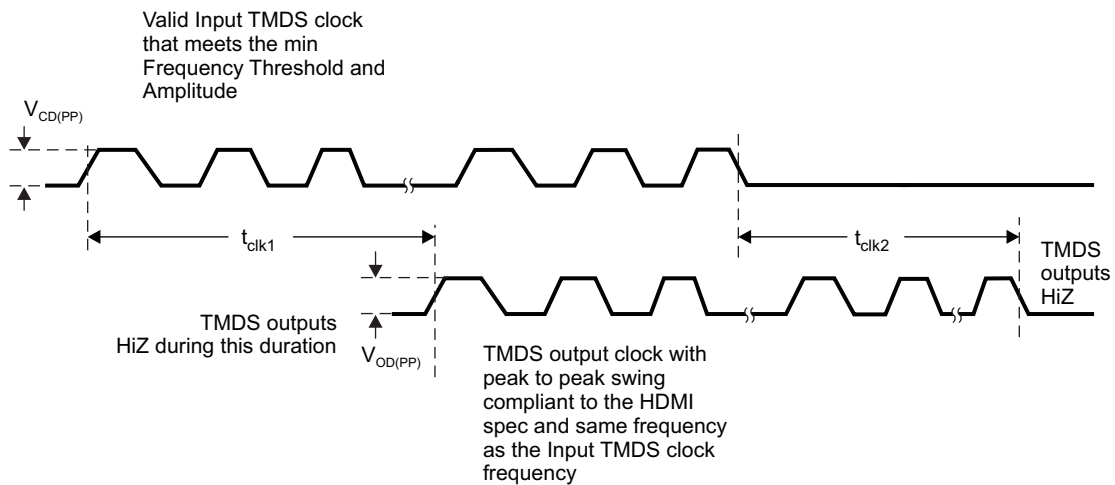 Valid Input TMDS clock
that meets the min
Frequency Threshold and
Amplitude
VCD(PP)
tclk1
tclk2
TMDS
outputs
HiZ
TMDS outputs
HiZ during this duration
VOD(PP)
TMDS output clock with
peak to peak swing
compliant to the HDMI
spec and same frequency
as the Input TMDS clock
frequency